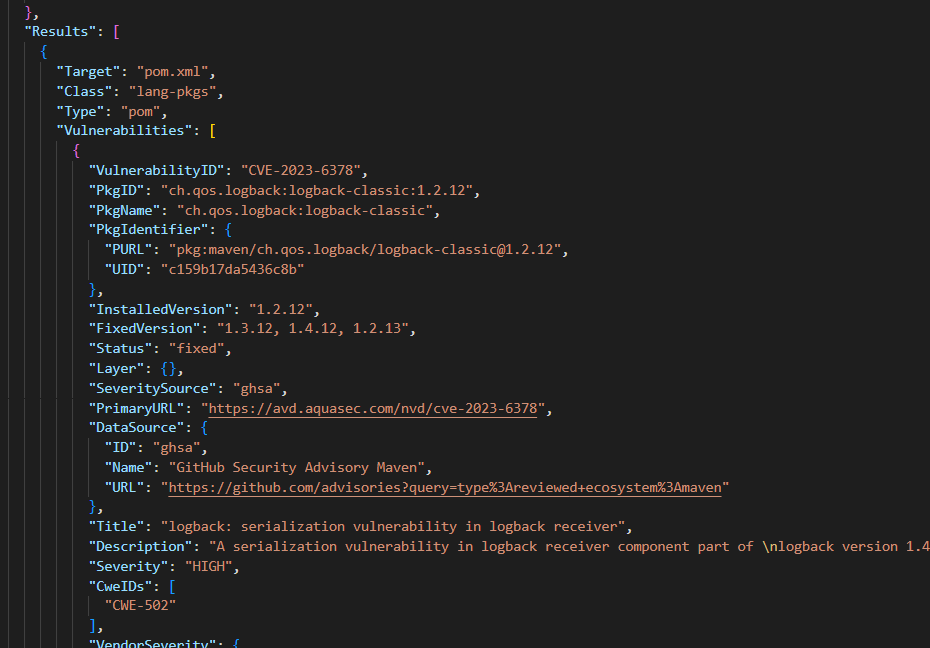 },
"Results": [
{
"Target": "pom.xml",
"Class": "lang-pkgs",
"Type": "pom",
"Vulnerabilities": [
{
"VulnerabilityID": "CVE-2023-6378",
"PkgID": "ch.qos.logback:logback-classic:1.2.12",
"PkgName": "ch.qos.logback:logback-classic",
"PkgIdentifier": {
"PURL": "pkg:maven/ch.qos.logback/logback-classic@1.2.12",
"UID": "c159b17da5436c8b"
},
"InstalledVersion": "1.2.12",
"FixedVersion": "1.3.12, 1.4.12, 1.2.13",
"Status": "fixed",
"Layer": {},
"SeveritySource": "ghsa",
"PrimaryURL": "https://avd.aquasec.com/nvd/cve-2023-6378",
"DataSource": {
"ID": "ghsa",
"Name": "GitHub Security Advisory Maven",
"URL": "https://github.com/advisories?query=type%3Areviewed+ecosystem%3Amaven"
},
"Title": "logback: serialization vulnerability in logback receiver",
"Description": "A serialization vulnerability in logback receiver component part of \nlogback version 1.4
"Severity": "HIGH",
"CweIDs": [
"CWE-502"
],
"VendorSeverity": {